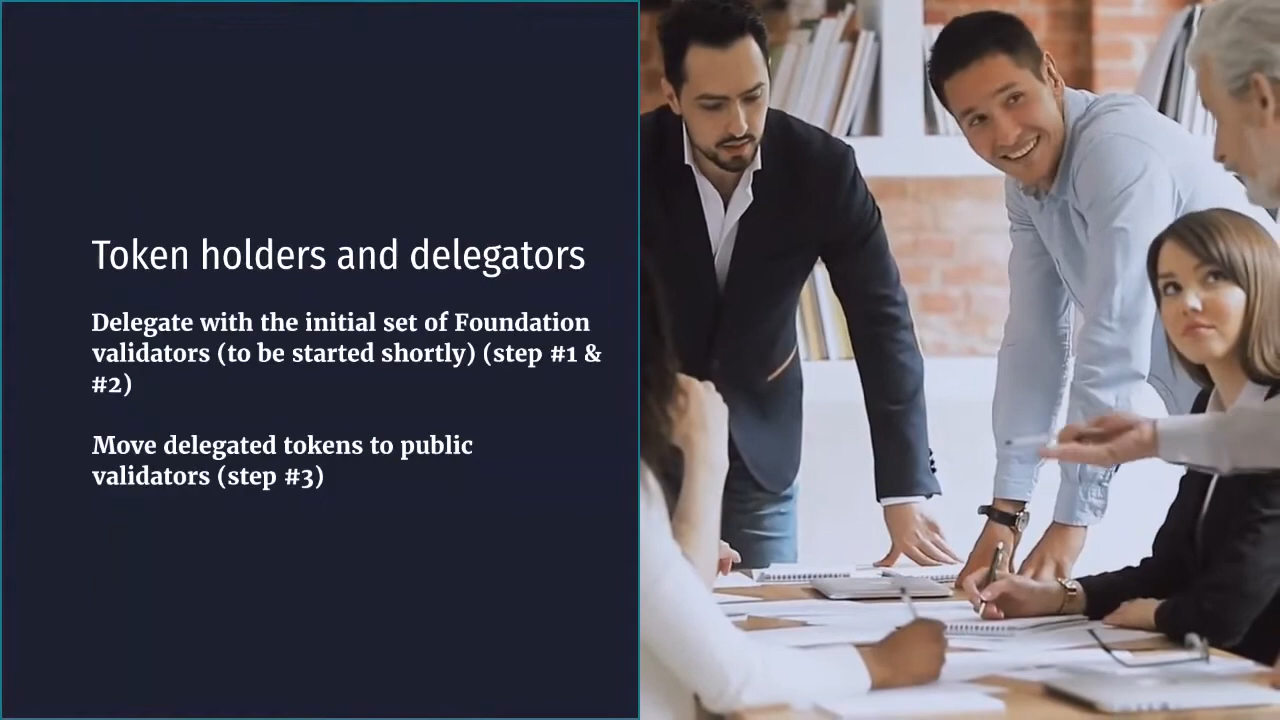 Token holders and delegators
Delegate with the initial set of Foundation
validators (to be started shortly) (step #1 &
#2)
Move delegated tokens to public
validators (step #3)